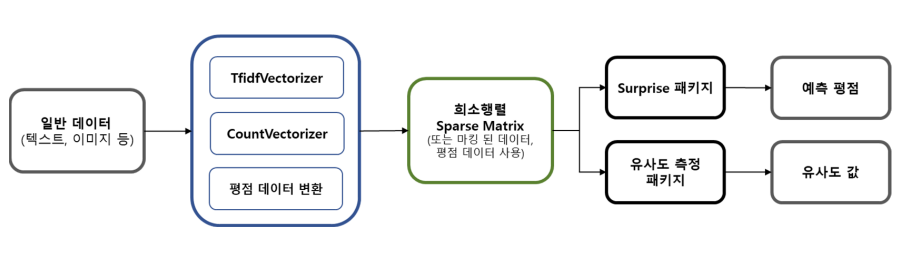 일반 데이터
(텍스트, 이미지 등)
TfidfVectorizer
CountVectorizer
평점 데이터 변환
희소행렬
Sparse Matrix
(또는 마킹 된 데이터,
평점 데이터 사용)
Surprise 패키지
예측 평점
유사도 측정
패키지
유사도 값